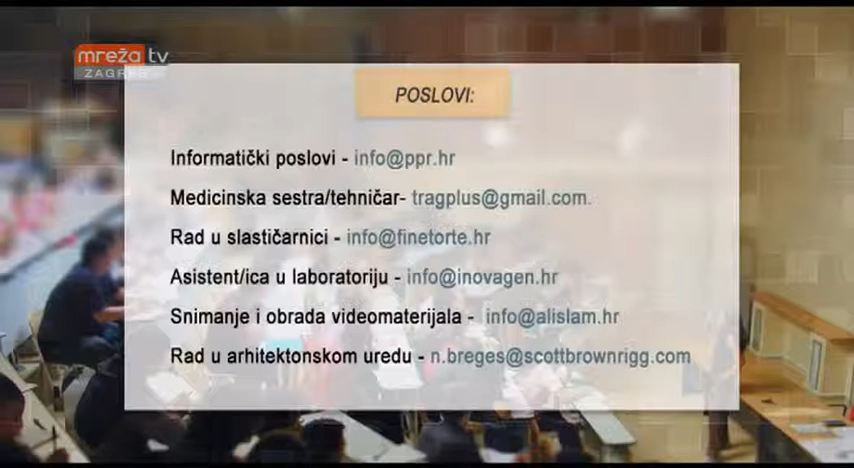 mreža tv
ZAGREB
POSLOVI:
Informatički poslovi - info@ppr.hr
Medicinska sestra/tehničar- tragplus@gmail.com.
Rad u slastičarnici - info@finetorte.hr
Asistent/ica u laboratoriju - info@inovagen.hr
Snimanje i obrada videomaterijala - info@alislam.hr
Rad u arhitektonskom uredu - n.breges@scottbrownrigg.com